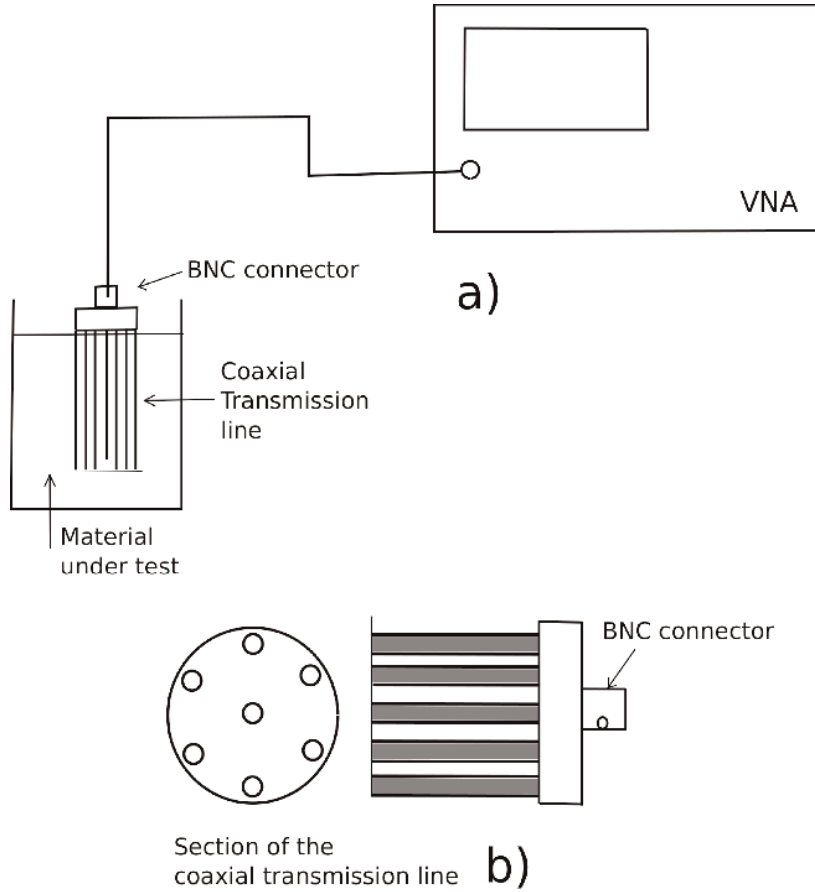 VNA
BNC connector
a)
Coaxial
Transmission
line
Material
under test
BNC connector
Section of the
coaxial transmission line
b)